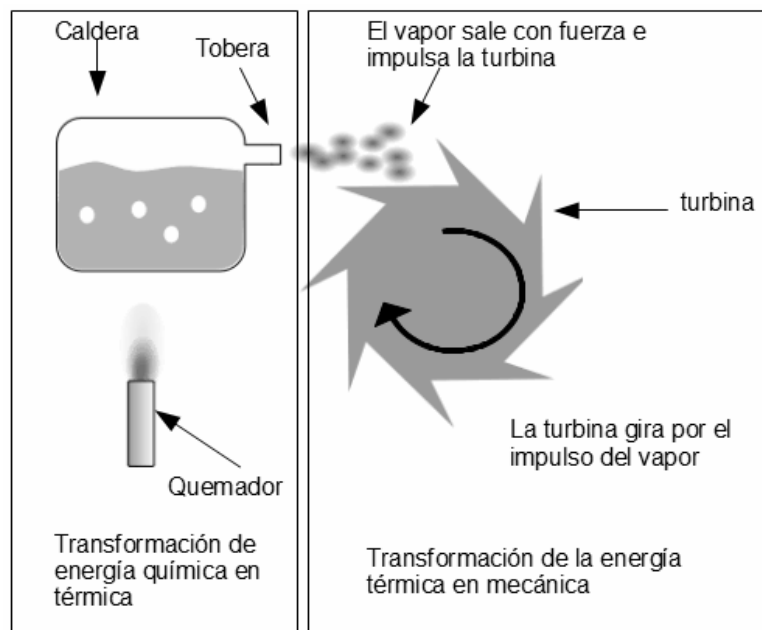 Caldera
Tobera
Quemador
Transformación de
energía química en
térmica
El vapor sale con fuerza e
impulsa la turbina
turbina
La turbina gira por el
impulso del vapor
Transformación de la energía
térmica en mecánica